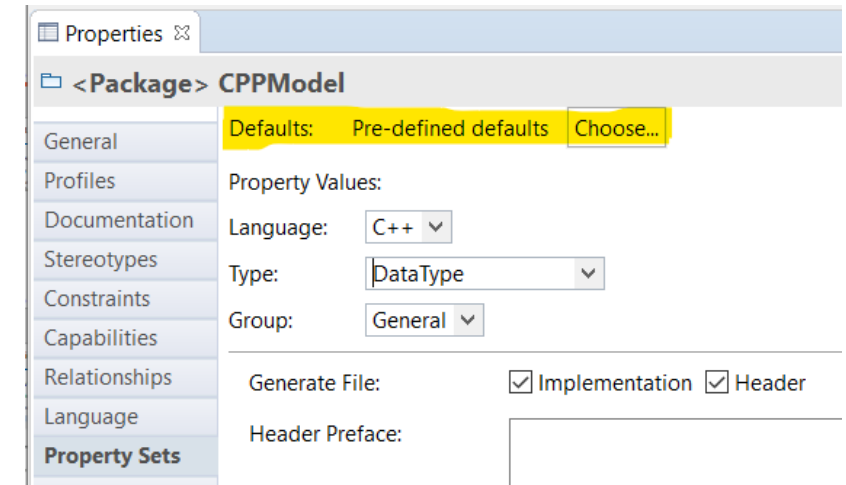 Properties
<Package> CPPModel
General
Profiles
Documentation
Stereotypes
Constraints
Capabilities
Relationships
Language
Property Sets
Defaults: Pre-defined defaults Choose...
Property Values:
Language: C++
Type: DataType
Group: General
Generate File: Implementation Header
Header Preface: